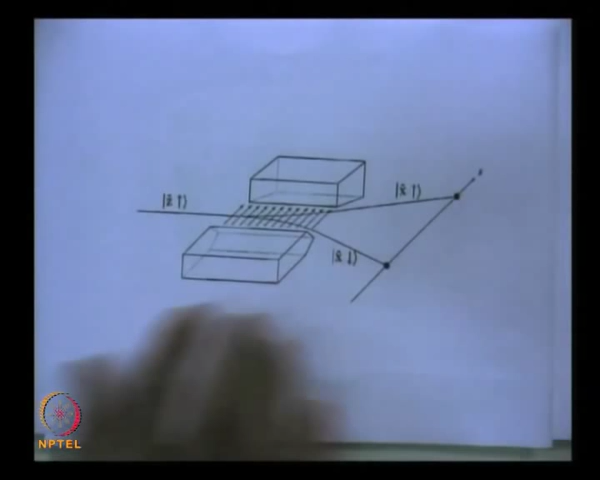 |ẑ ↑⟩
|x̂ ↑⟩
|x̂ ↓⟩
x
NPTEL